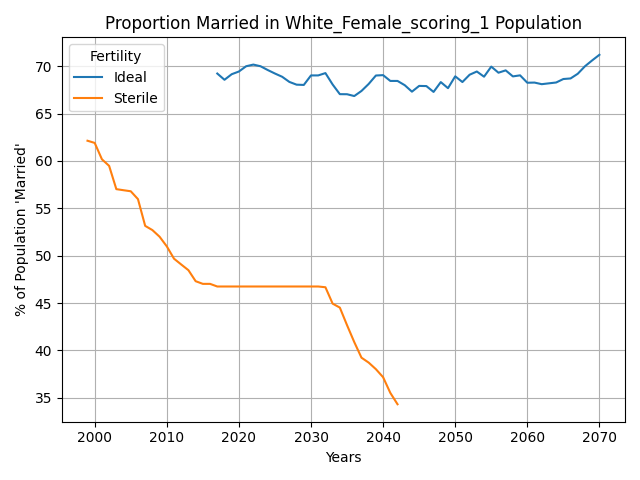 Proportion Married in White_Female_scoring_1 Population
Fertility
Ideal
Sterile
% of Population 'Married'
70
65
60
55
50
45
40
35
2000 2010 2020 2030 2040 2050 2060 2070
Years